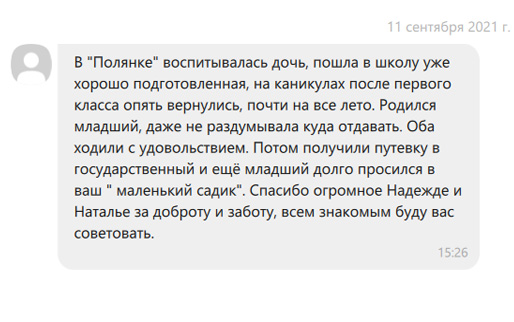 11 сентября 2021 г.
В "Полянке" воспитывалась дочь, пошла в школу уже
хорошо подготовленная, на каникулах после первого
класса опять вернулись, почти на все лето. Родился
младший, даже не раздумывала куда отдавать. Оба
ходили с удовольствием. Потом получили путевку в
государственный и ещё младший долго просился в
ваш " маленький садик". Спасибо огромное Надежде и
Наталье за доброту и заботу, всем знакомым буду вас
советовать.
15:26